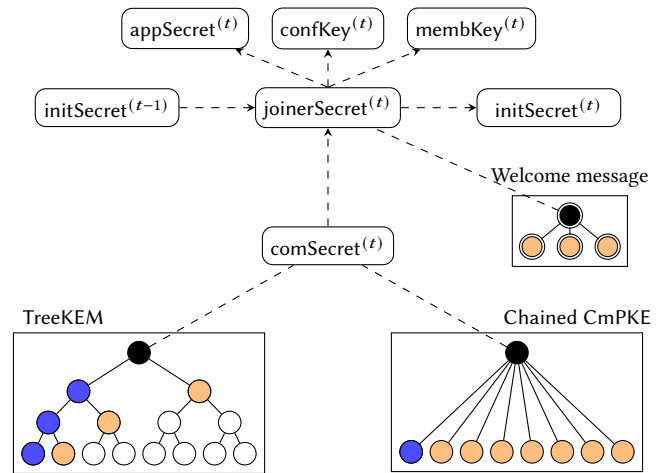 appSecret⁽ᵗ⁾ confKey⁽ᵗ⁾ membKey⁽ᵗ⁾
initSecret⁽ᵗ⁻¹⁾ joinerSecret⁽ᵗ⁾ initSecret⁽ᵗ⁾
Welcome message
comSecret⁽ᵗ⁾
TreeKEM Chained CmPKE